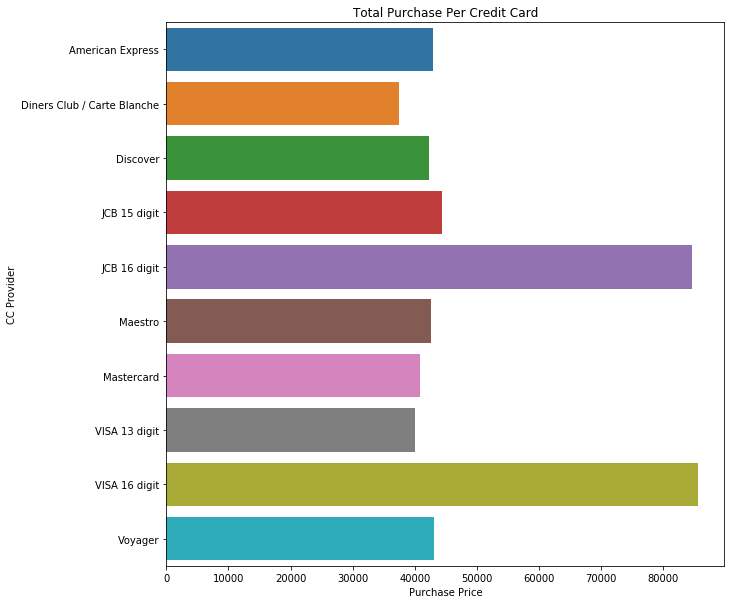 Total Purchase Per Credit Card
American Express
Diners Club / Carte Blanche
Discover
JCB 15 digit
JCB 16 digit
Maestro
Mastercard
VISA 13 digit
VISA 16 digit
Voyager
CC Provider
0 10000 20000 30000 40000 50000 60000 70000 80000
Purchase Price